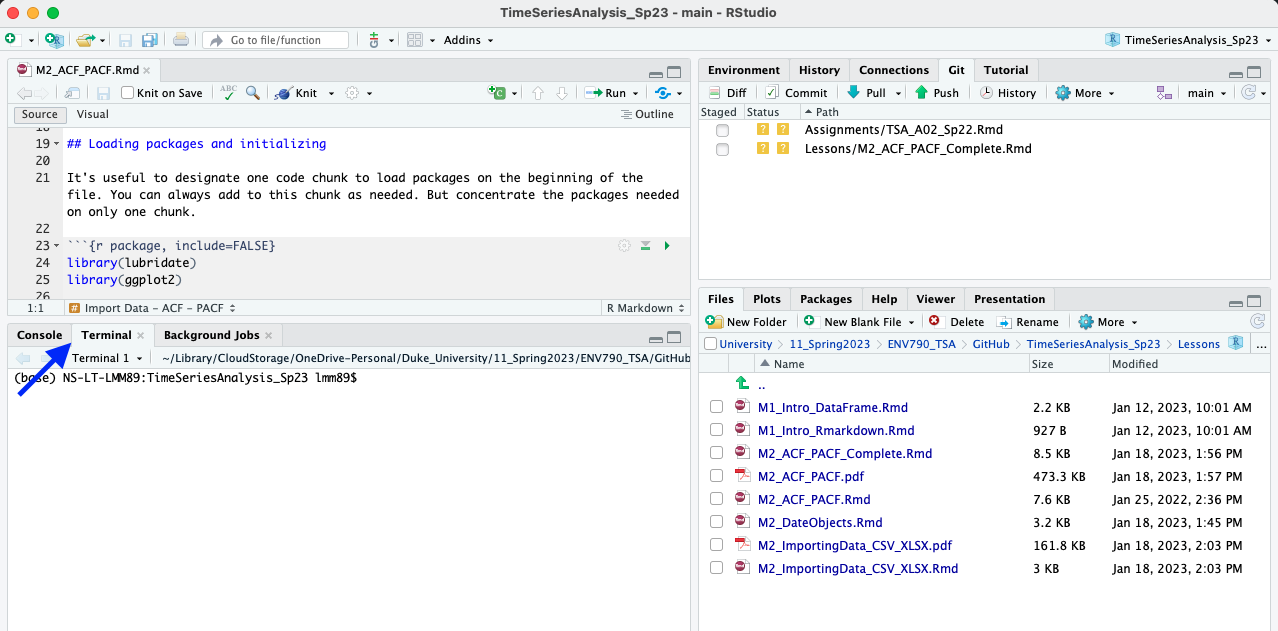 TimeSeriesAnalysis_Sp23 - main - RStudio
Go to file/function
Addins
TimeSeriesAnalysis_Sp23
M2_ACF_PACF.Rmd
Knit on Save
ABC
Knit
Run
Source Visual
Outline
19 ## Loading packages and initializing
20
21 It's useful to designate one code chunk to load packages on the beginning of the
file. You can always add to this chunk as needed. But concentrate the packages needed
on only one chunk.
22
23 ```{r package, include=FALSE}
24 library(lubridate)
25 library(ggplot2)
26
1:1 Import Data - ACF - PACF R Markdown
Console Terminal Background Jobs
Terminal 1 ~/Library/CloudStorage/OneDrive-Personal/Duke_University/11_Spring2023/ENV790_TSA/GitHub
(base) NS-LT-LMM89:TimeSeriesAnalysis_Sp23 lmm89$
Environment History Connections Git Tutorial
Diff Commit Pull Push History More main
Staged Status Path
? ? Assignments/TSA_A02_Sp22.Rmd
? ? Lessons/M2_ACF_PACF_Complete.Rmd
Files Plots Packages Help Viewer Presentation
New Folder New Blank File Delete Rename More
University 11_Spring2023 ENV790_TSA GitHub TimeSeriesAnalysis_Sp23 Lessons ...
Name Size Modified
..
M1_Intro_DataFrame.Rmd 2.2 KB Jan 12, 2023, 10:01 AM
M1_Intro_Rmarkdown.Rmd 927 B Jan 12, 2023, 10:01 AM
M2_ACF_PACF_Complete.Rmd 8.5 KB Jan 18, 2023, 1:56 PM
M2_ACF_PACF.pdf 473.3 KB Jan 18, 2023, 1:57 PM
M2_ACF_PACF.Rmd 7.6 KB Jan 25, 2022, 2:36 PM
M2_DateObjects.Rmd 3.2 KB Jan 18, 2023, 1:45 PM
M2_ImportingData_CSV_XLSX.pdf 161.8 KB Jan 18, 2023, 2:03 PM
M2_ImportingData_CSV_XLSX.Rmd 3 KB Jan 18, 2023, 2:03 PM